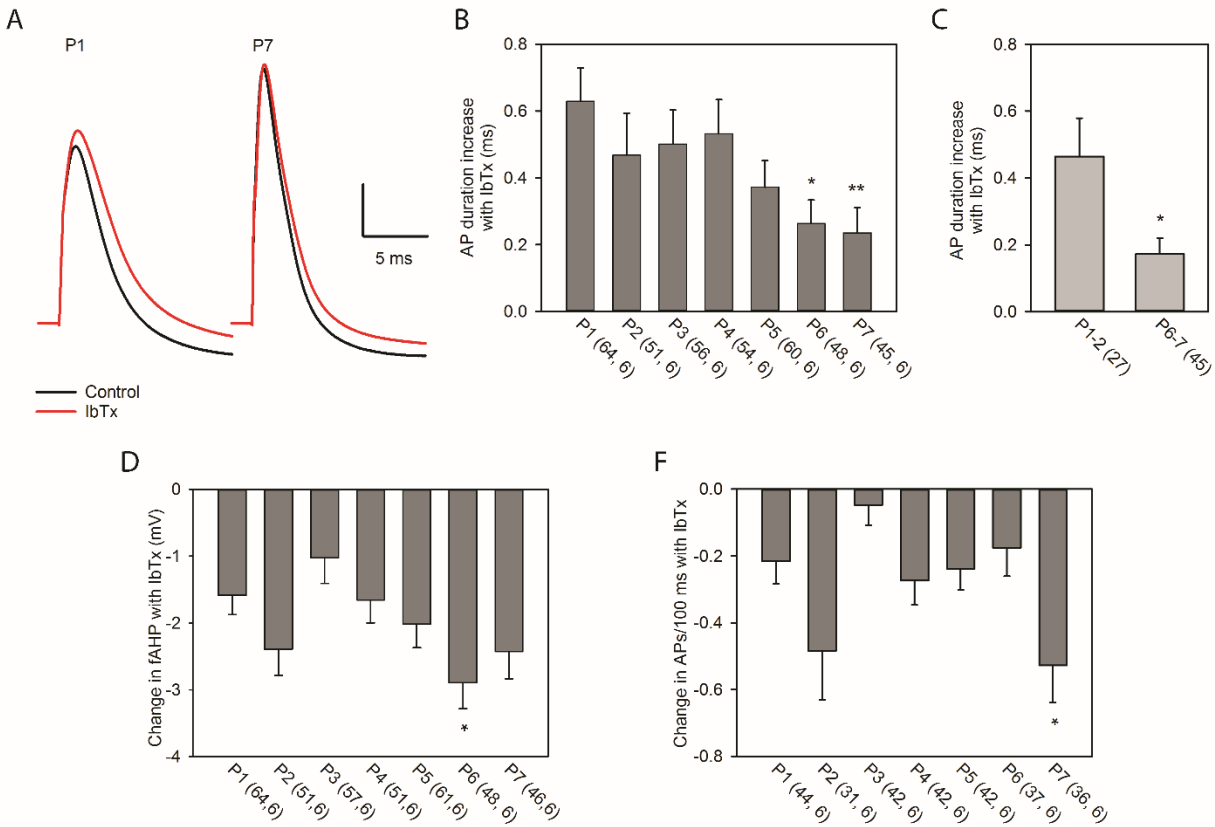 A
P1
P7
5 ms
Control
IbTx
B
AP duration increase
with IbTx (ms)
0.8
0.6
0.4
0.2
0.0
*
**
P1 (64, 6)
P2 (51, 6)
P3 (56, 6)
P4 (54, 6)
P5 (60, 6)
P6 (48, 6)
P7 (45, 6)
C
AP duration increase
with IbTx (ms)
0.8
0.6
0.4
0.2
0.0
*
P1-2 (27)
P6-7 (45)
D
Change in fAHP with IbTx (mV)
0
-1
-2
-3
-4
*
P1 (64,6)
P2 (51,6)
P3 (57,6)
P4 (51,6)
P5 (61,6)
P6 (48, 6)
P7 (46,6)
F
Change in APs/100 ms with IbTx
0.0
-0.2
-0.4
-0.6
-0.8
*
P1 (44, 6)
P2 (31, 6)
P3 (42, 6)
P4 (42, 6)
P5 (42, 6)
P6 (37, 6)
P7 (36, 6)